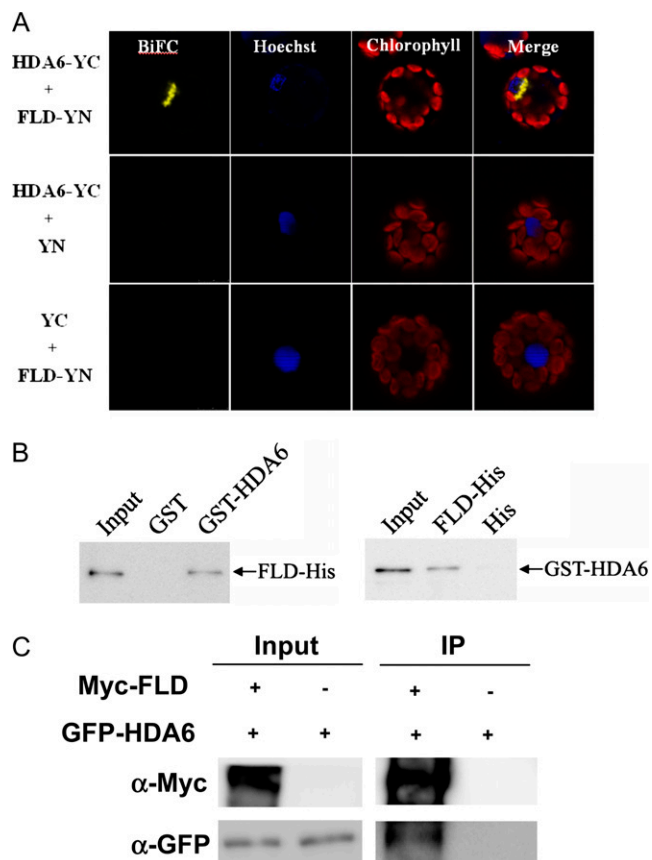 A
BiFC Hoechst Chlorophyll Merge
HDA6-YC
+
FLD-YN
HDA6-YC
+
YN
YC
+
FLD-YN
B
Input GST GST-HDA6
←FLD-His
Input FLD-His His
←GST-HDA6
C
Input IP
Myc-FLD + - + -
GFP-HDA6 + + + +
α-Myc
α-GFP